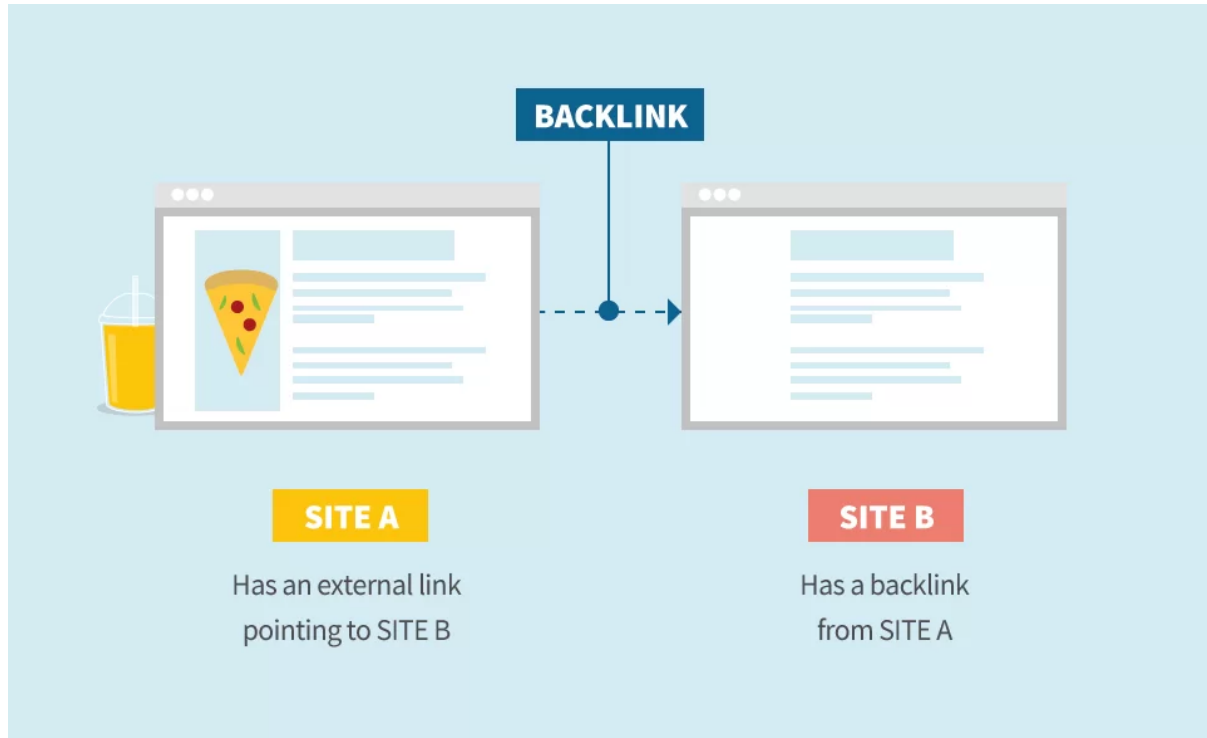 BACKLINK
SITE A
Has an external link
pointing to SITE B
SITE B
Has a backlink
from SITE A